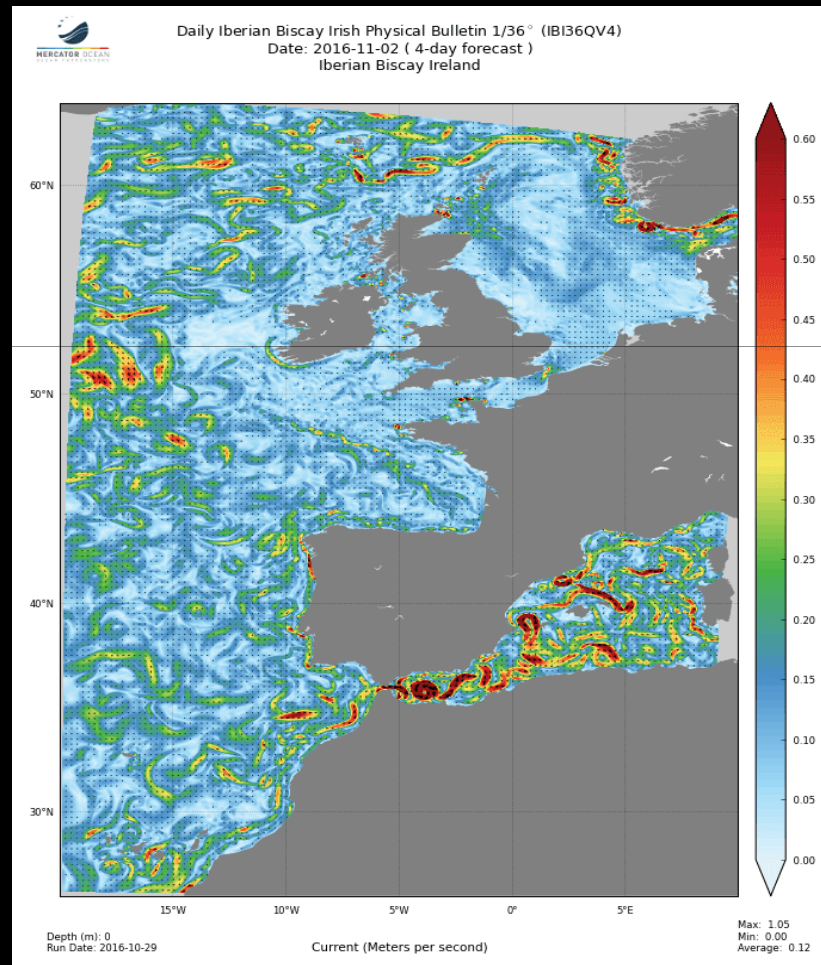 MERCATOR OCEAN
OCEAN FORECASTERS
Daily Iberian Biscay Irish Physical Bulletin 1/36° (IBI36QV4)
Date: 2016-11-02 ( 4-day forecast )
Iberian Biscay Ireland
60°N
50°N
40°N
30°N
15°W
10°W
5°W
0°
5°E
0.60
0.55
0.50
0.45
0.40
0.35
0.30
0.25
0.20
0.15
0.10
0.05
0.00
Depth (m): 0
Run Date: 2016-10-29
Current (Meters per second)
Max: 1.05
Min: 0.00
Average: 0.12